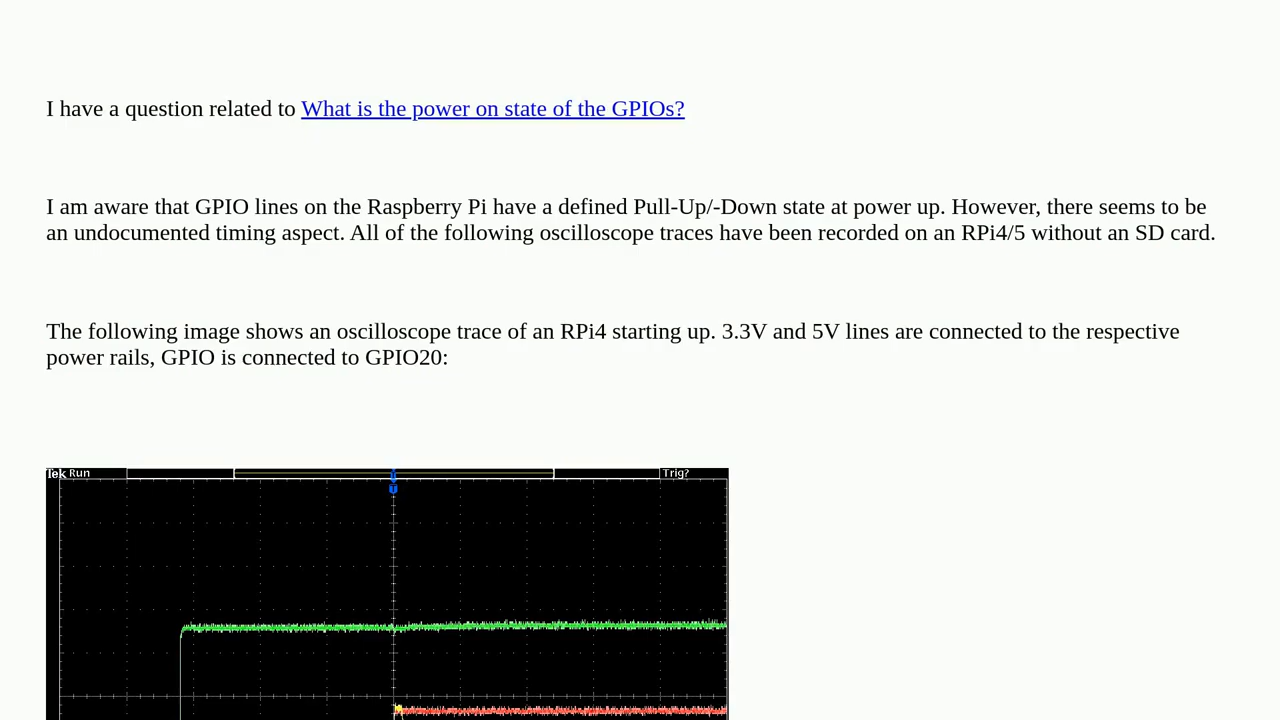 I have a question related to What is the power on state of the GPIOs?
I am aware that GPIO lines on the Raspberry Pi have a defined Pull-Up/-Down state at power up. However, there seems to be
an undocumented timing aspect. All of the following oscilloscope traces have been recorded on an RPi4/5 without an SD card.
The following image shows an oscilloscope trace of an RPi4 starting up. 3.3V and 5V lines are connected to the respective
power rails, GPIO is connected to GPIO20:
Tek Run Trig?
T